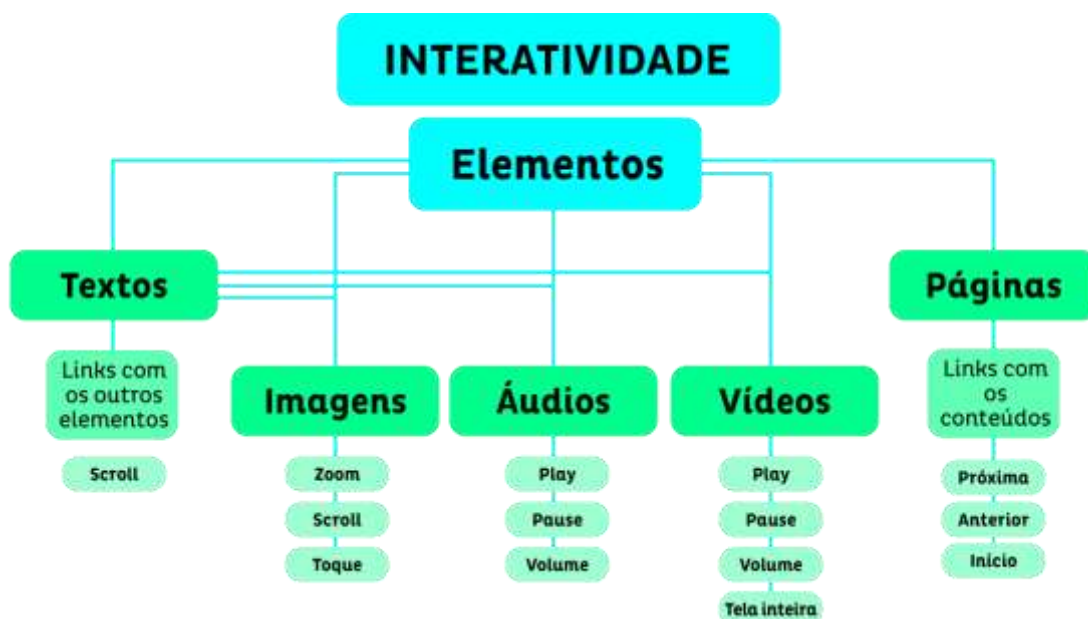 INTERATIVIDADE
Elementos
Textos
Links com
os outros
elementos
Scroll
Imagens
Zoom
Scroll
Toque
Áudios
Play
Pause
Volume
Vídeos
Play
Pause
Volume
Tela inteira
Páginas
Links com
os
conteúdos
Próxima
Anterior
Início